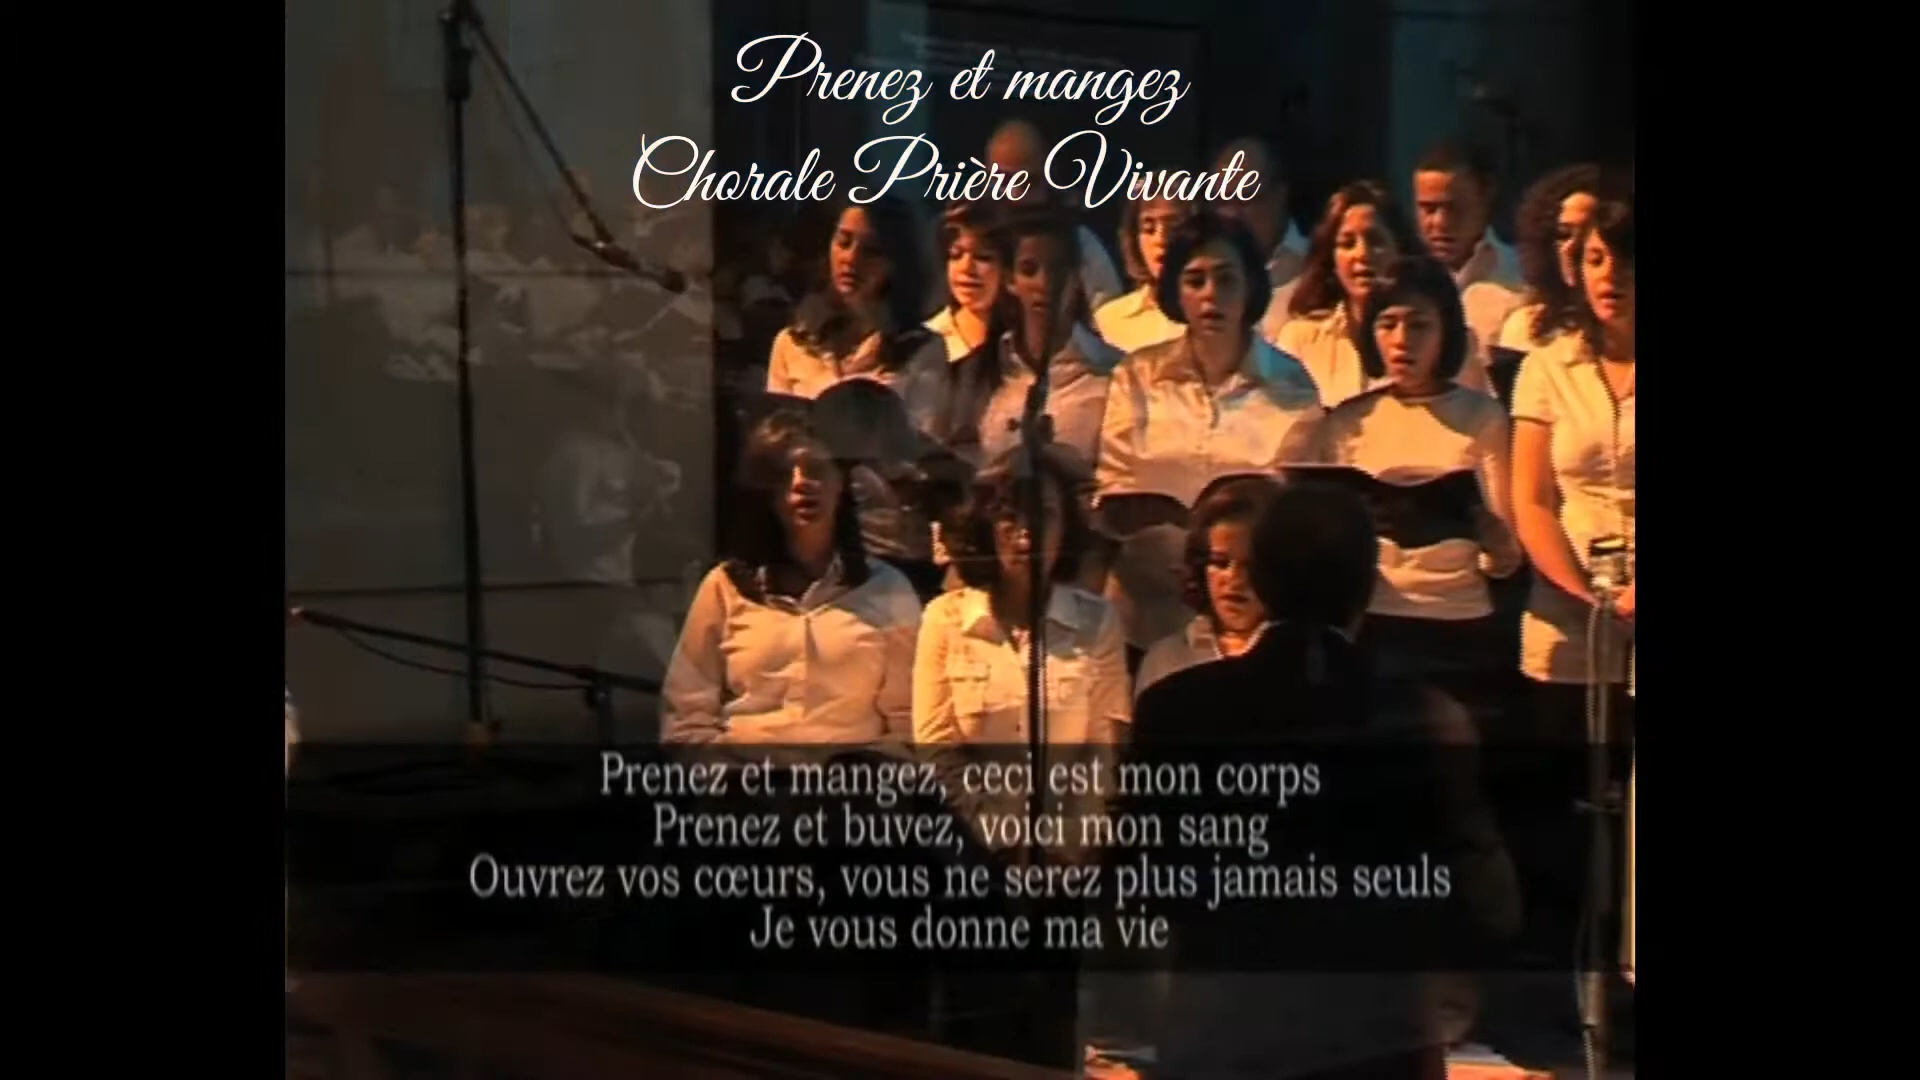 Prenez et mangez
Chorale Prière Vivante
Prenez et mangez, ceci est mon corps
Prenez et buvez, voici mon sang
Ouvrez vos cœurs, vous ne serez plus jamais seuls
Je vous donne ma vie